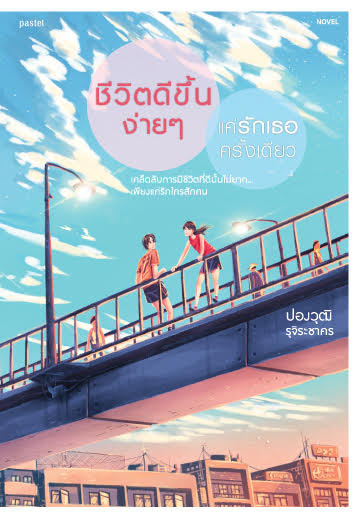 pastel
NOVEL
ชีวิตดีขึ้น
ง่ายๆ
แค่รักเธอ
ครั้งเดียว
เคล็ดลับการมีชีวิตที่ดีนั้นไม่ยาก...
เพียงแค่รักใครสักคน
ปองวุฒิ
รุจิระชาคร